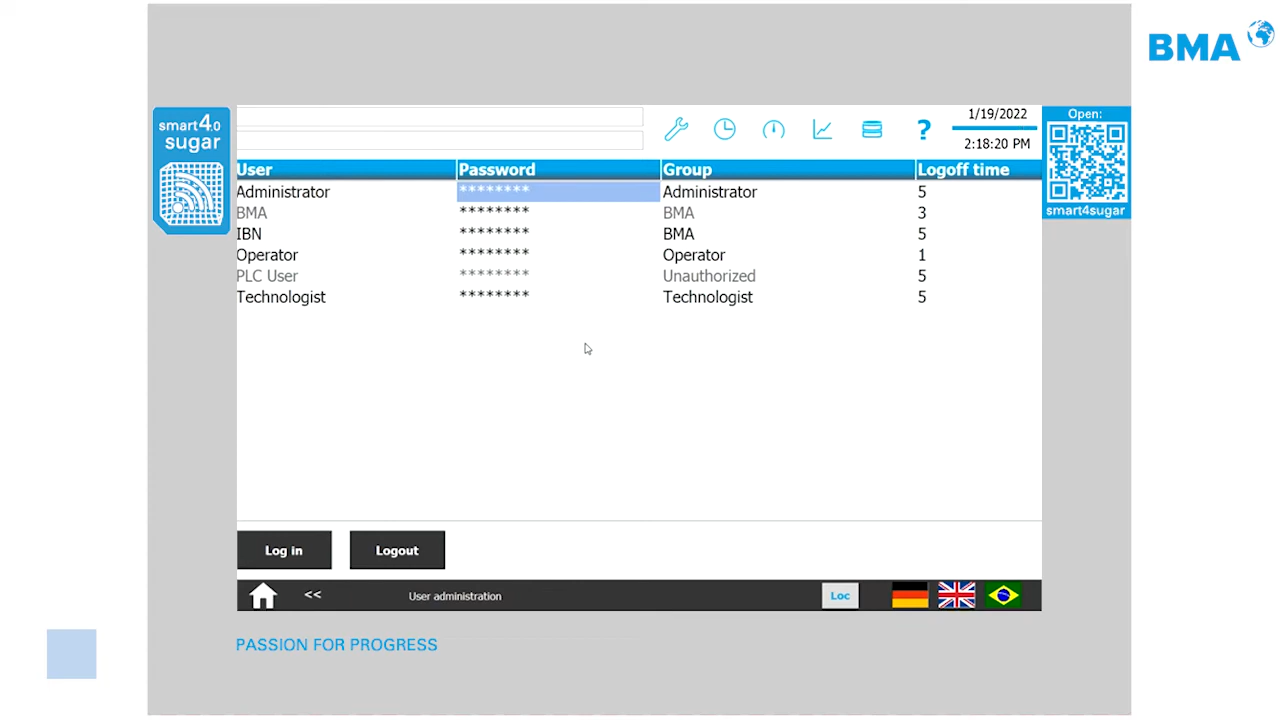 BMA
smart4.0
sugar
1/19/2022
2:18:20 PM
?
Open:
smart4sugar
User Password Group Logoff time
Administrator ******** Administrator 5
BMA ******** BMA 3
IBN ******** BMA 5
Operator ******** Operator 1
PLC User ******** Unauthorized 5
Technologist ******** Technologist 5
Log in Logout
<< User administration Loc
PASSION FOR PROGRESS